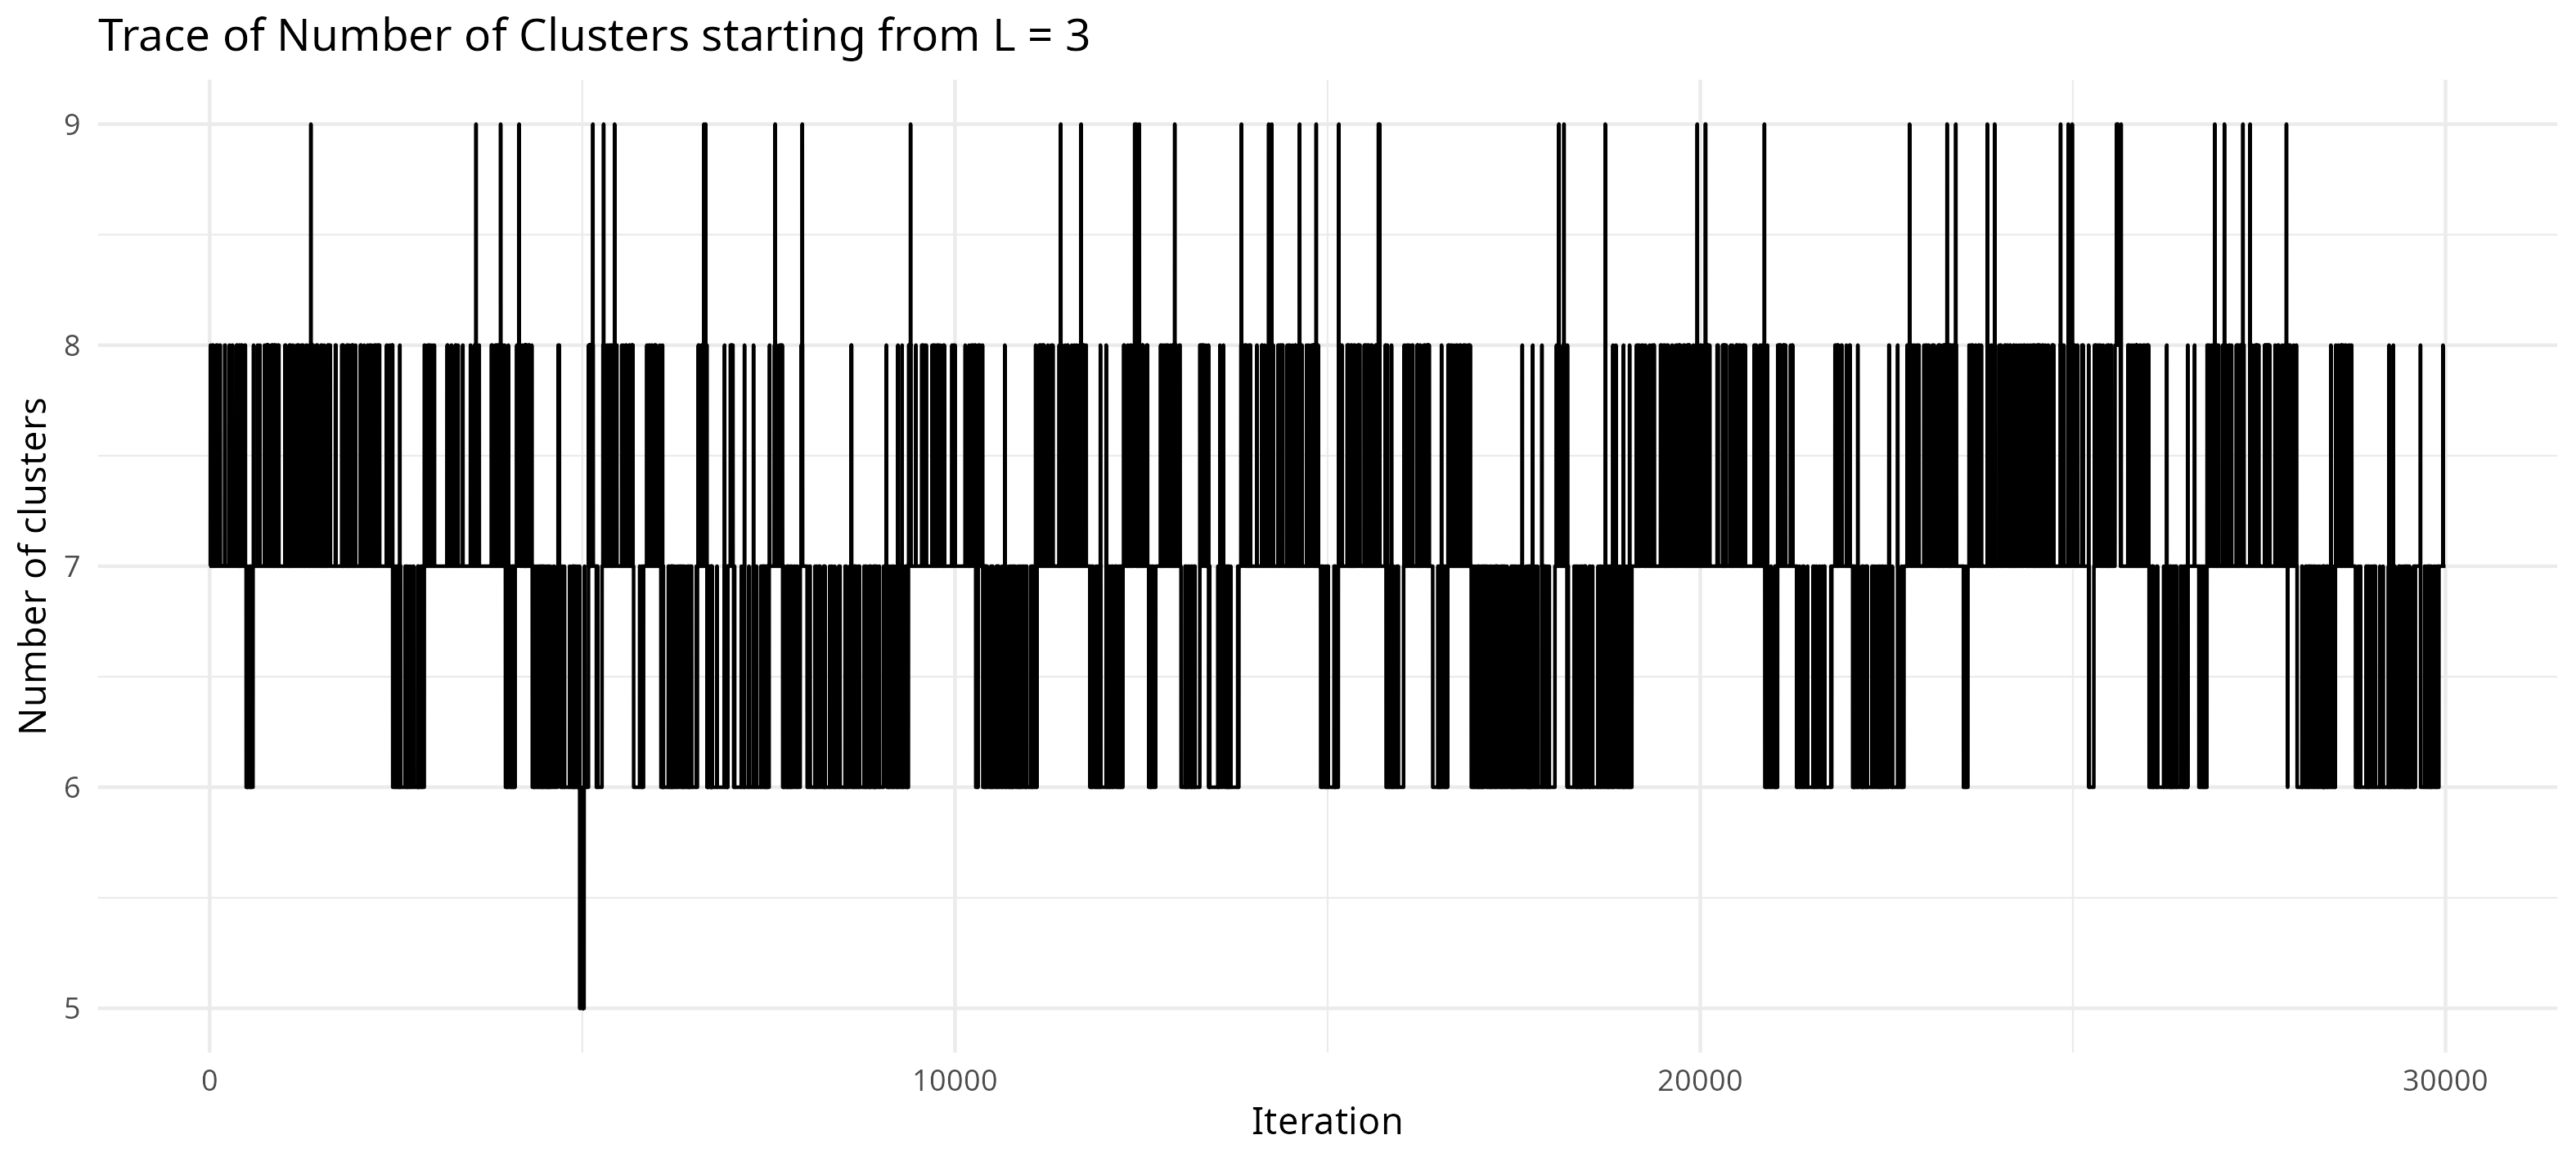 Trace of Number of Clusters starting from L = 3
Number of clusters
9
8
7
6
5
0 10000 20000 30000
Iteration